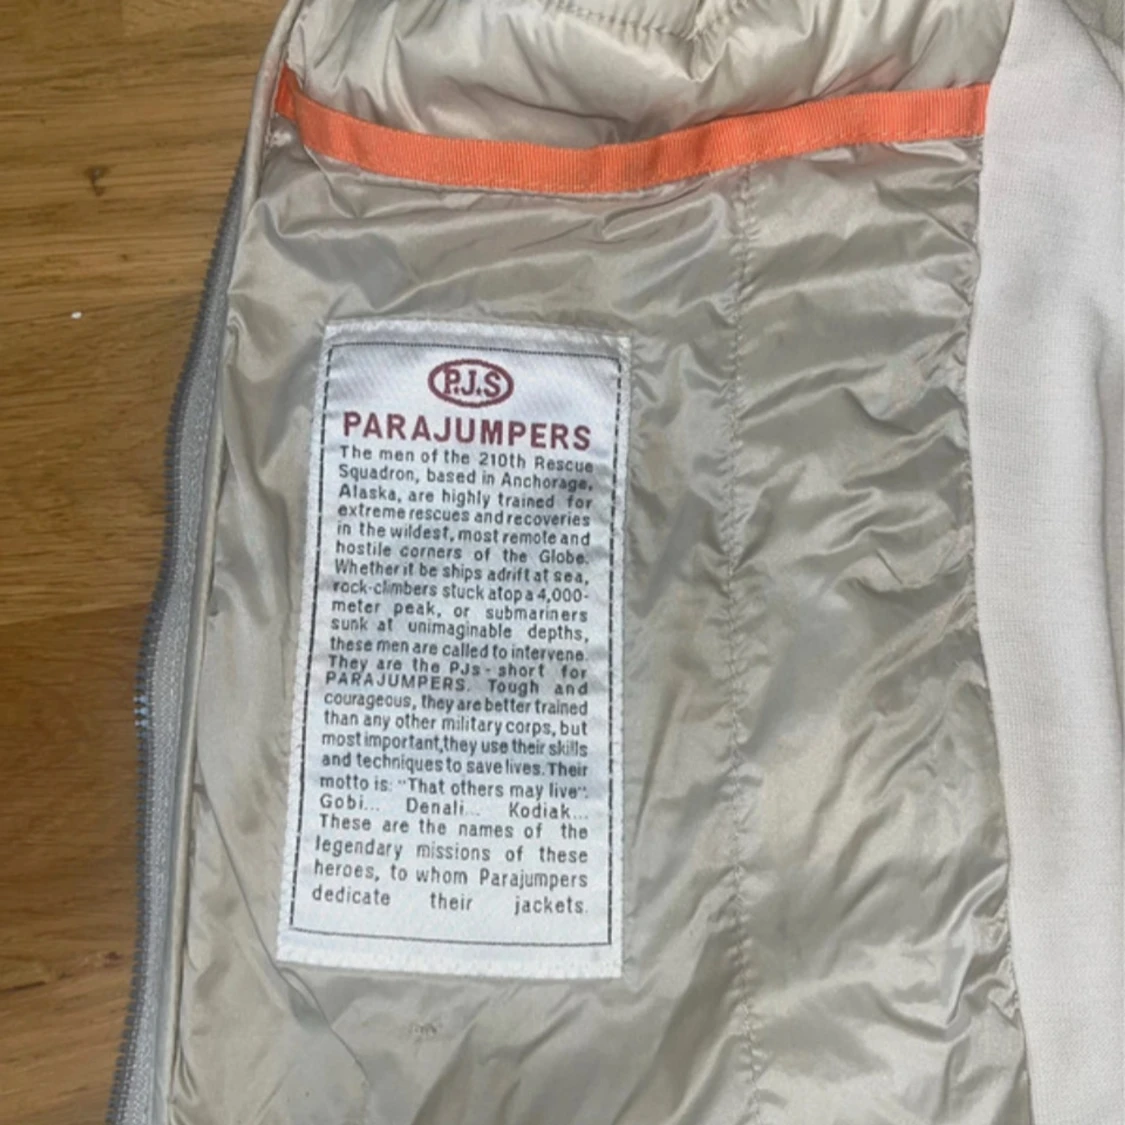 P.J.S
PARAJUMPERS
The men of the 210th Rescue
Squadron, based in Anchorage,
Alaska, are highly trained for
extreme rescues and recoveries
in the wildest, most remote and
hostile corners of the Globe.
Whether it be ships adrift at sea,
rock-climbers stuck atop a 4,000-
meter peak, or submariners
sunk at unimaginable depths,
these men are called to intervene.
They are the PJs - short for
PARAJUMPERS. Tough and
courageous, they are better trained
than any other military corps, but
most important,they use their skills
and techniques to save lives. Their
motto is: "That others may live".
Gobi... Denali... Kodiak...
These are the names of the
legendary missions of these
heroes, to whom Parajumpers
dedicate their jackets.